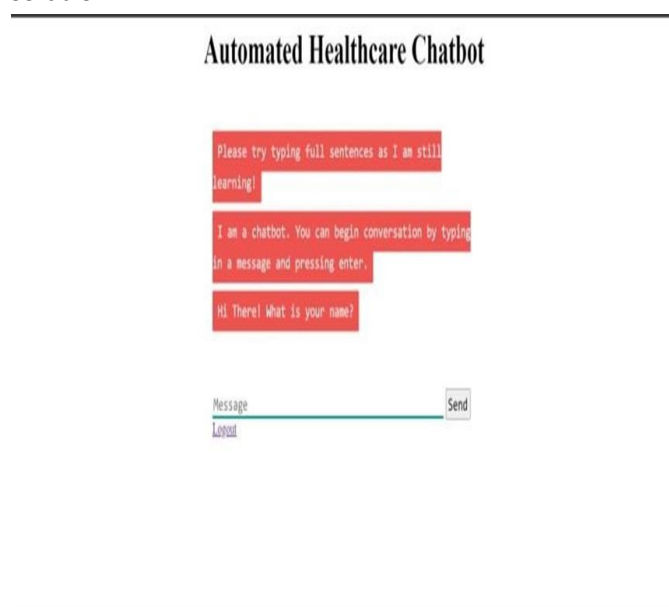 Automated Healthcare Chatbot
Please try typing full sentences as I am still
learning!
I am a chatbot. You can begin conversation by typing
in a message and pressing enter.
Hi There! What is your name?
Message
Send
Logout